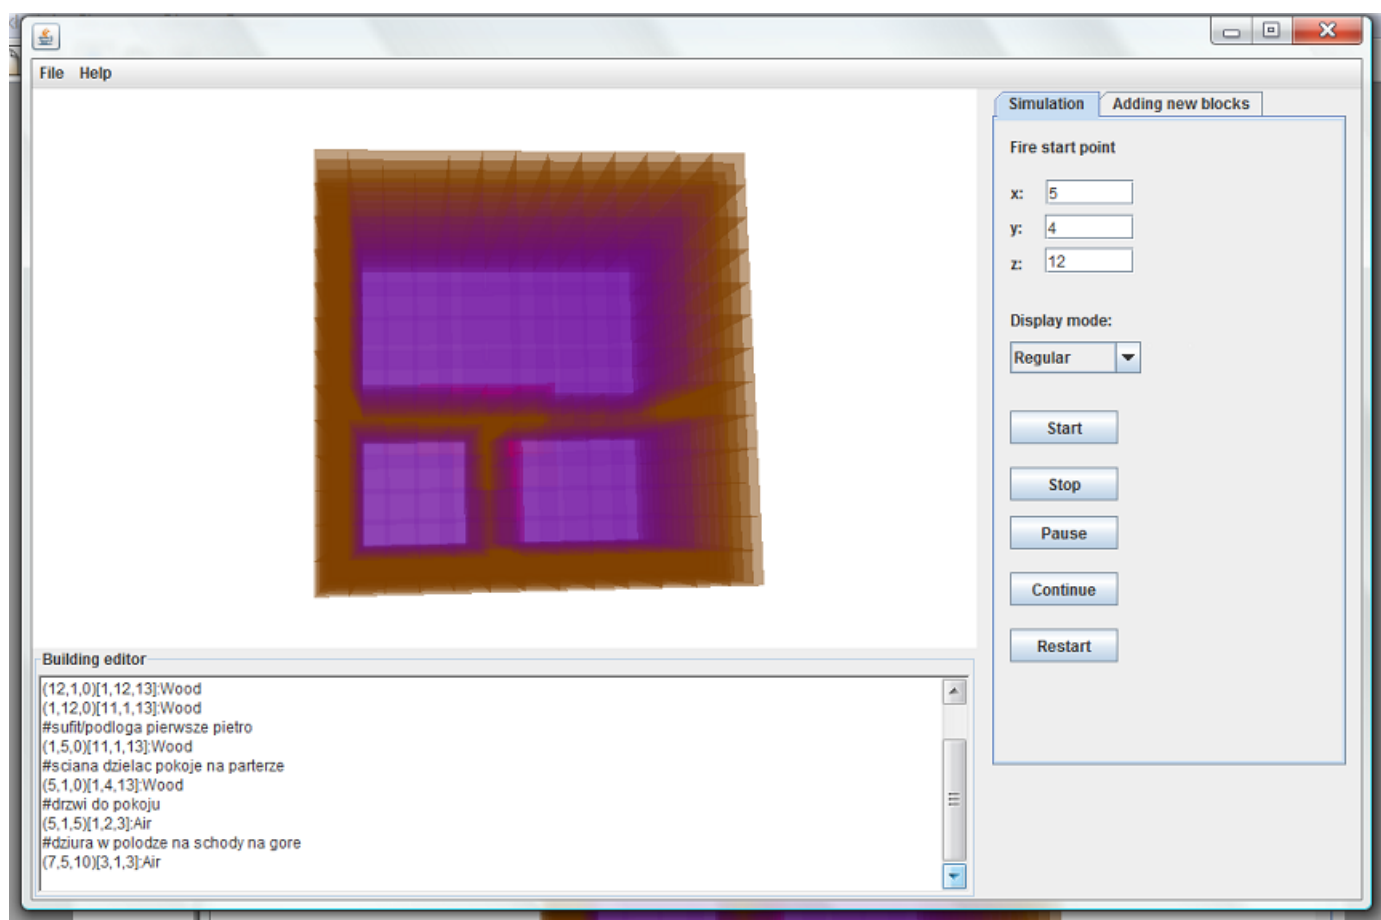 File Help
Simulation Adding new blocks
Fire start point
x: 5
y: 4
z: 12
Display mode:
Regular
Start
Stop
Pause
Continue
Restart
Building editor
(12,1,0)[1,12,13]:Wood
(1,12,0)[11,1,13]:Wood
#sufit/podloga pierwsze pietro
(1,5,0)[11,1,13]:Wood
#sciana dzielac pokoje na parterze
(5,1,0)[1,4,13]:Wood
#drzwi do pokoju
(5,1,5)[1,2,3]:Air
#dziura w polodze na schody na gore
(7,5,10)[3,1,3]:Air